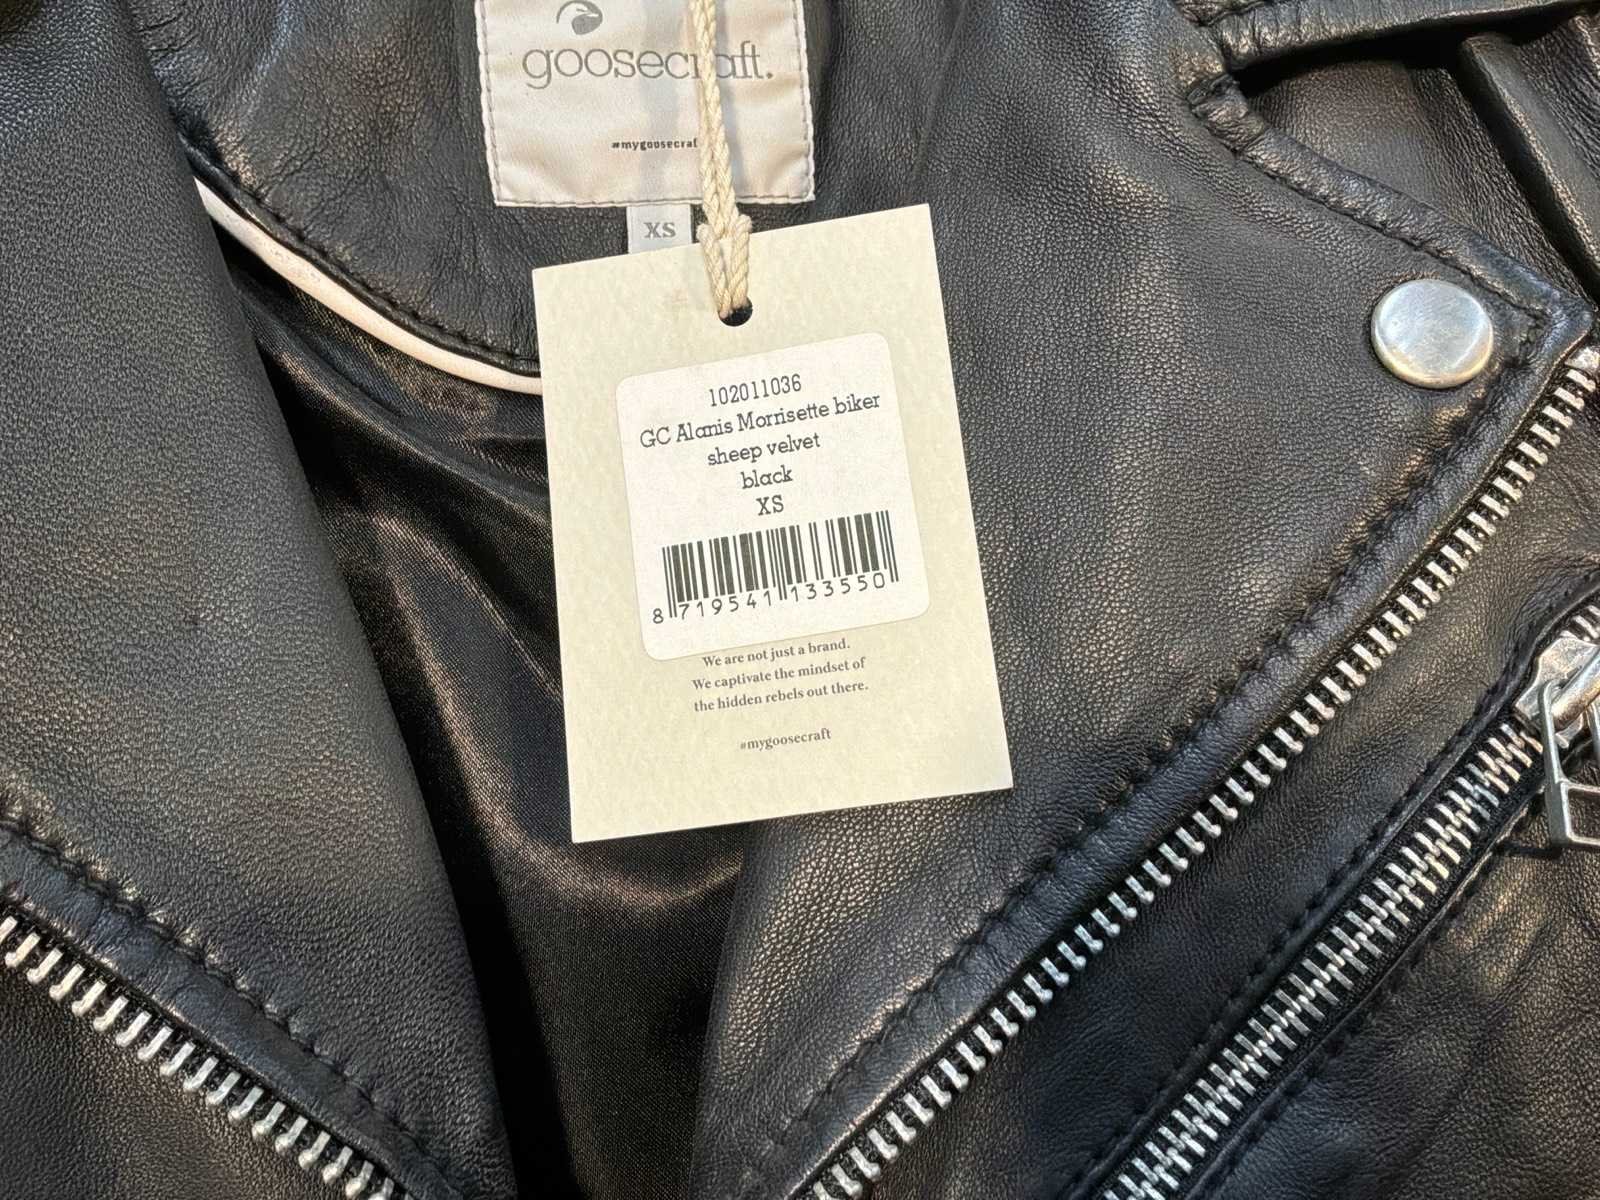 goosecraft.
#mygoosecraf
XS
102011036
GC Alanis Morrisette biker
sheep velvet
black
XS
8 719541 133550
We are not just a brand.
We captivate the mindset of
the hidden rebels out there.
#mygoosecraft